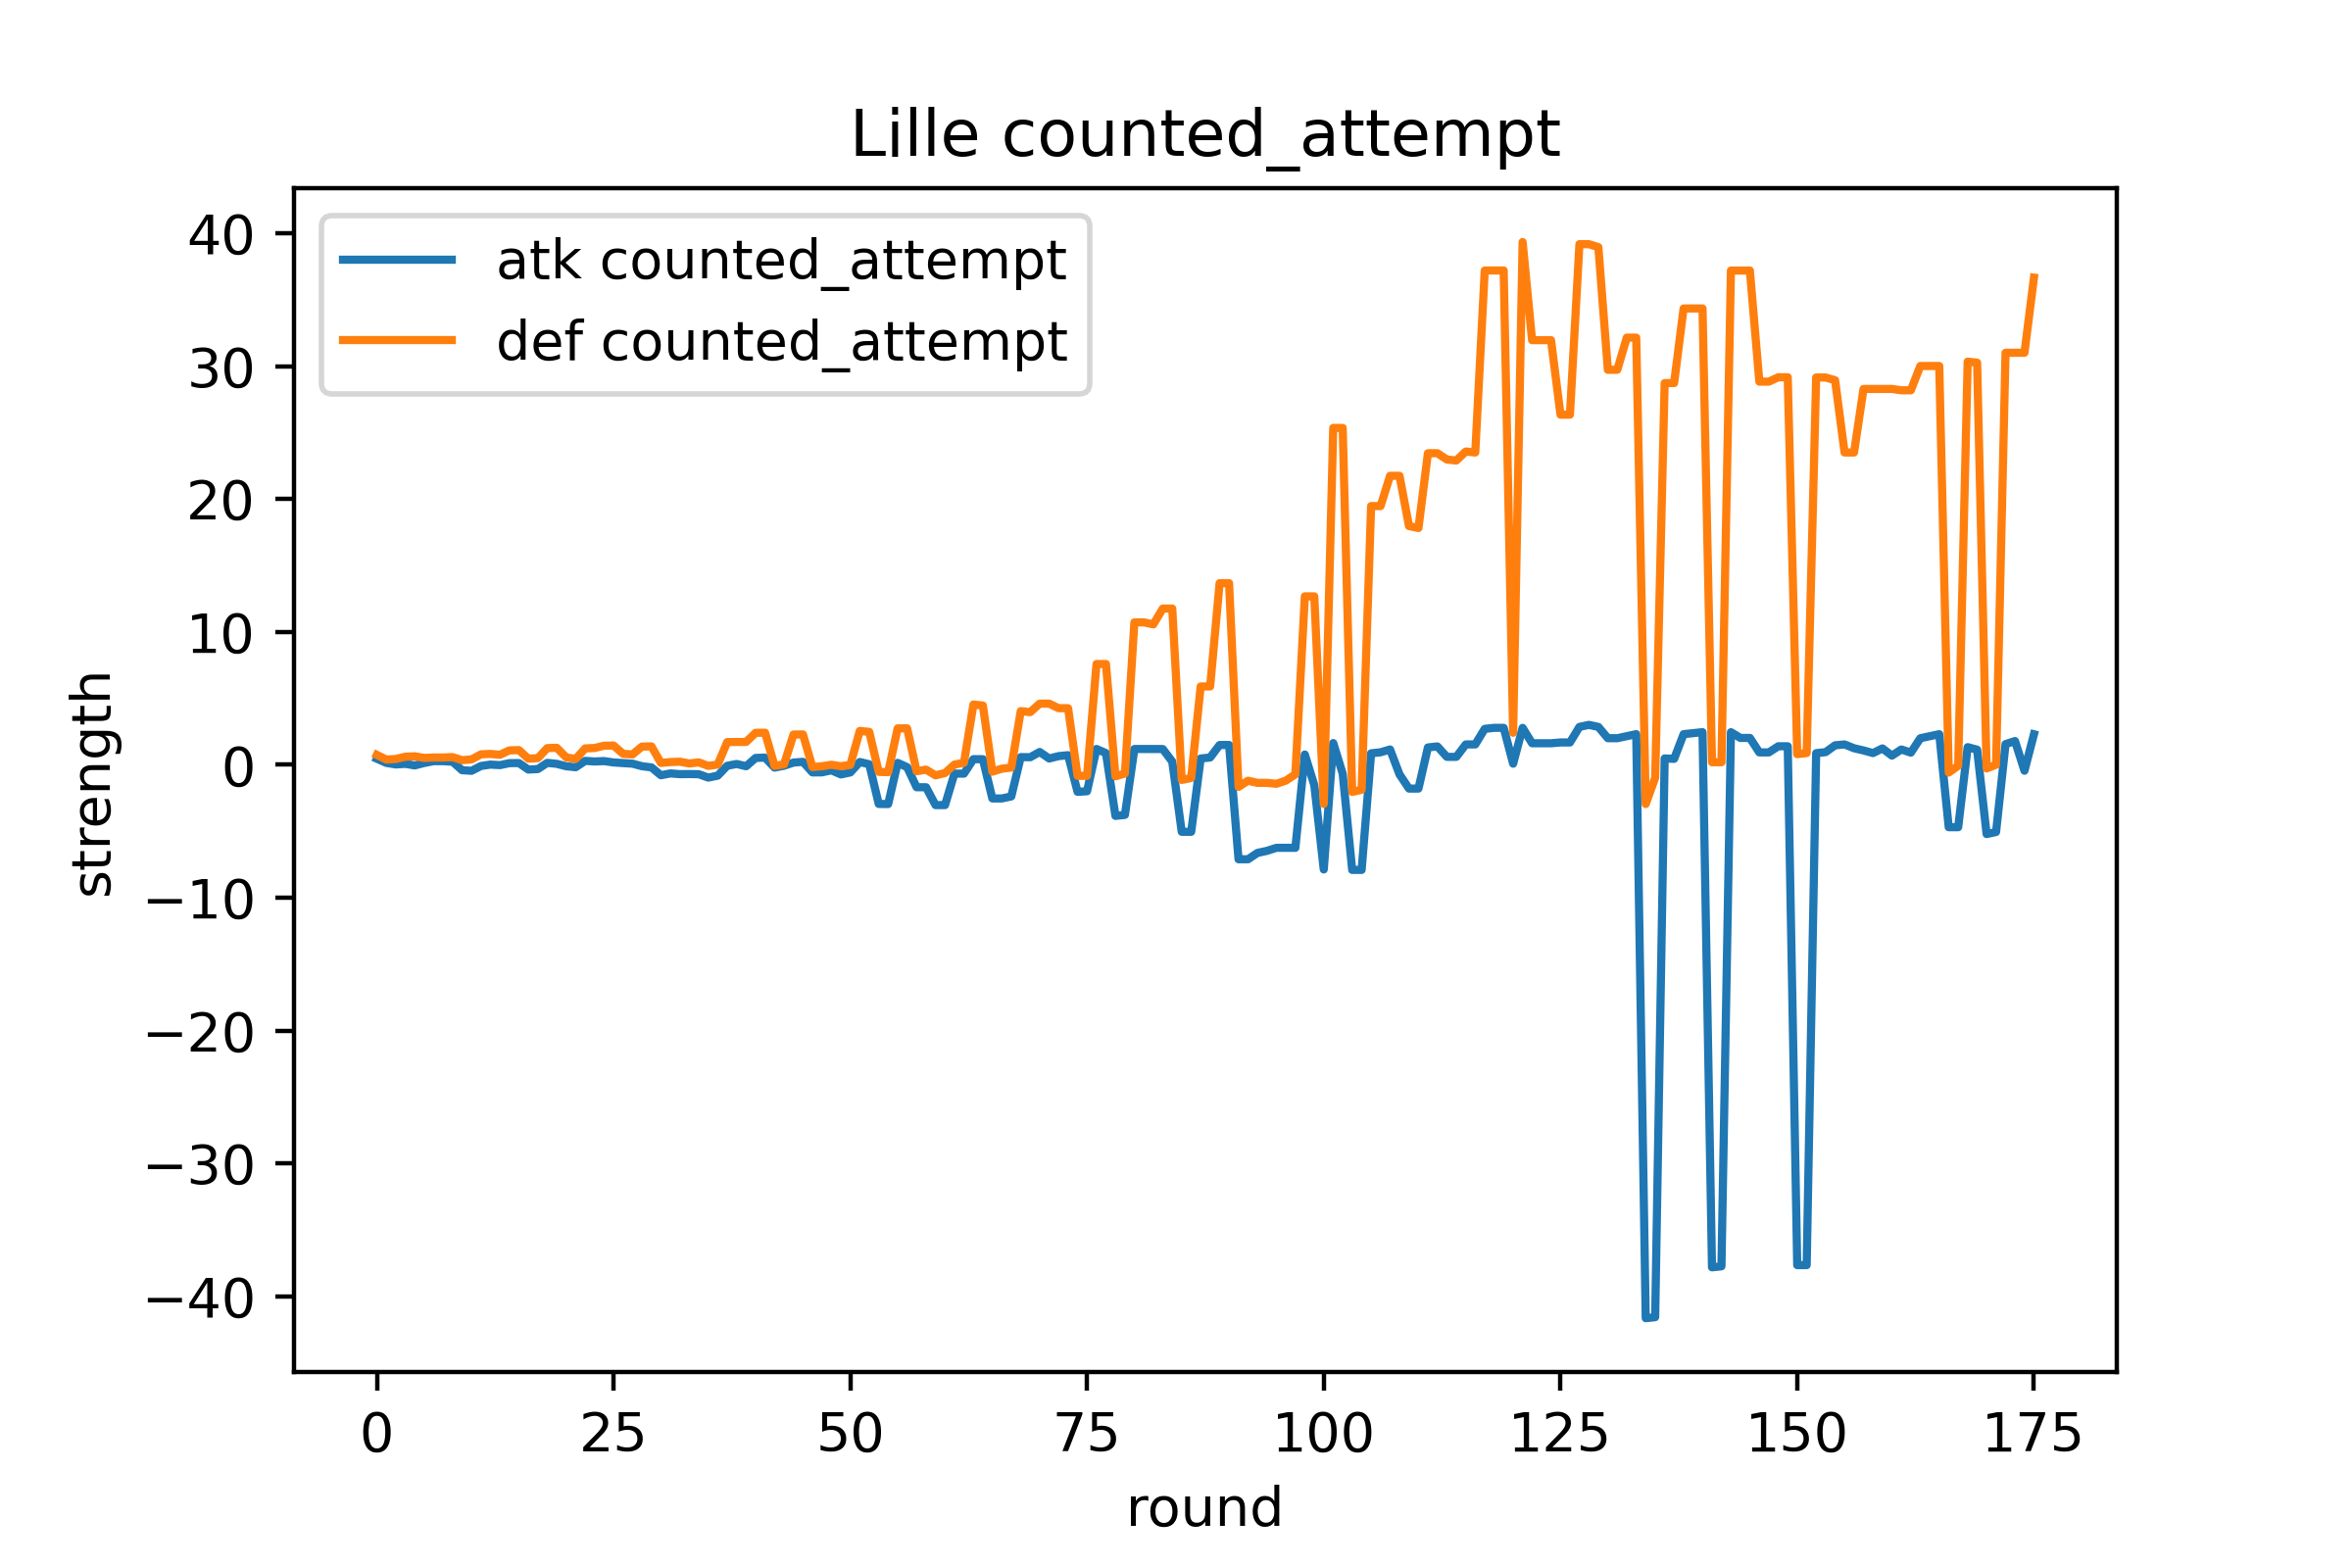 Lille counted_attempt
atk counted_attempt
def counted_attempt
40
30
20
10
0
−10
−20
−30
−40
strength
0 25 50 75 100 125 150 175
round